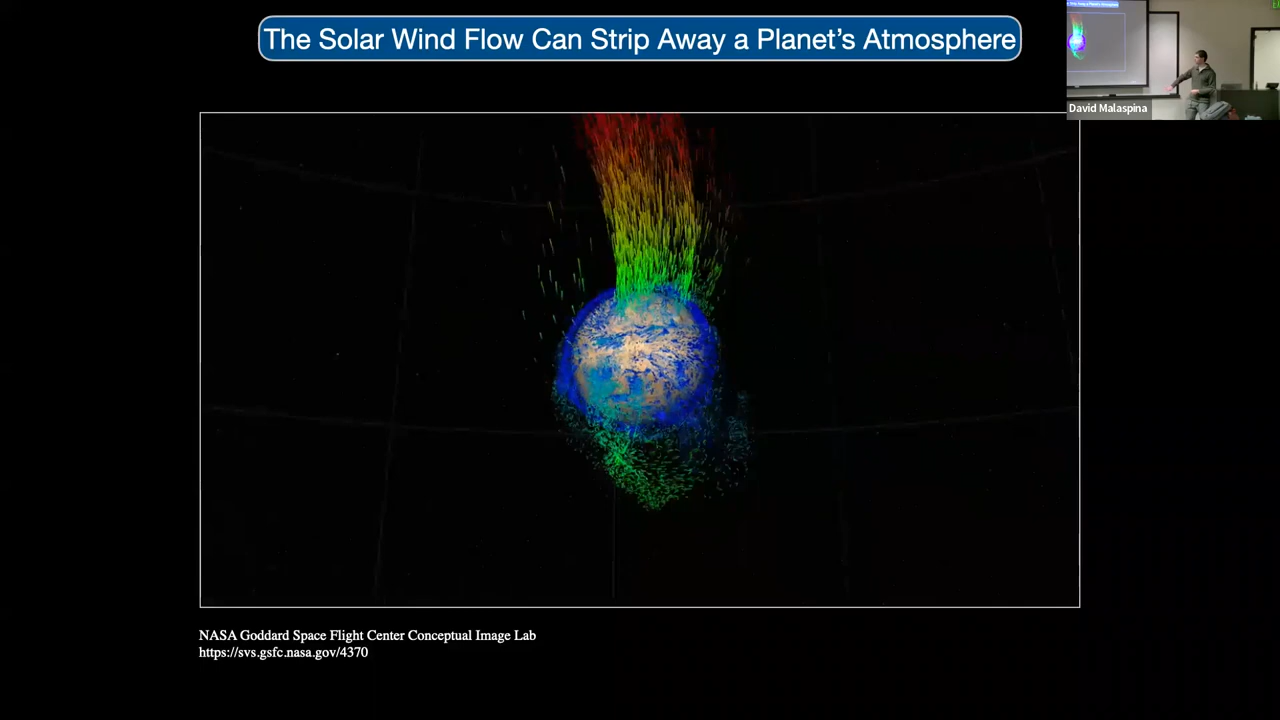 The Solar Wind Flow Can Strip Away a Planet's Atmosphere
David Malaspina
NASA Goddard Space Flight Center Conceptual Image Lab
https://svs.gsfc.nasa.gov/4370